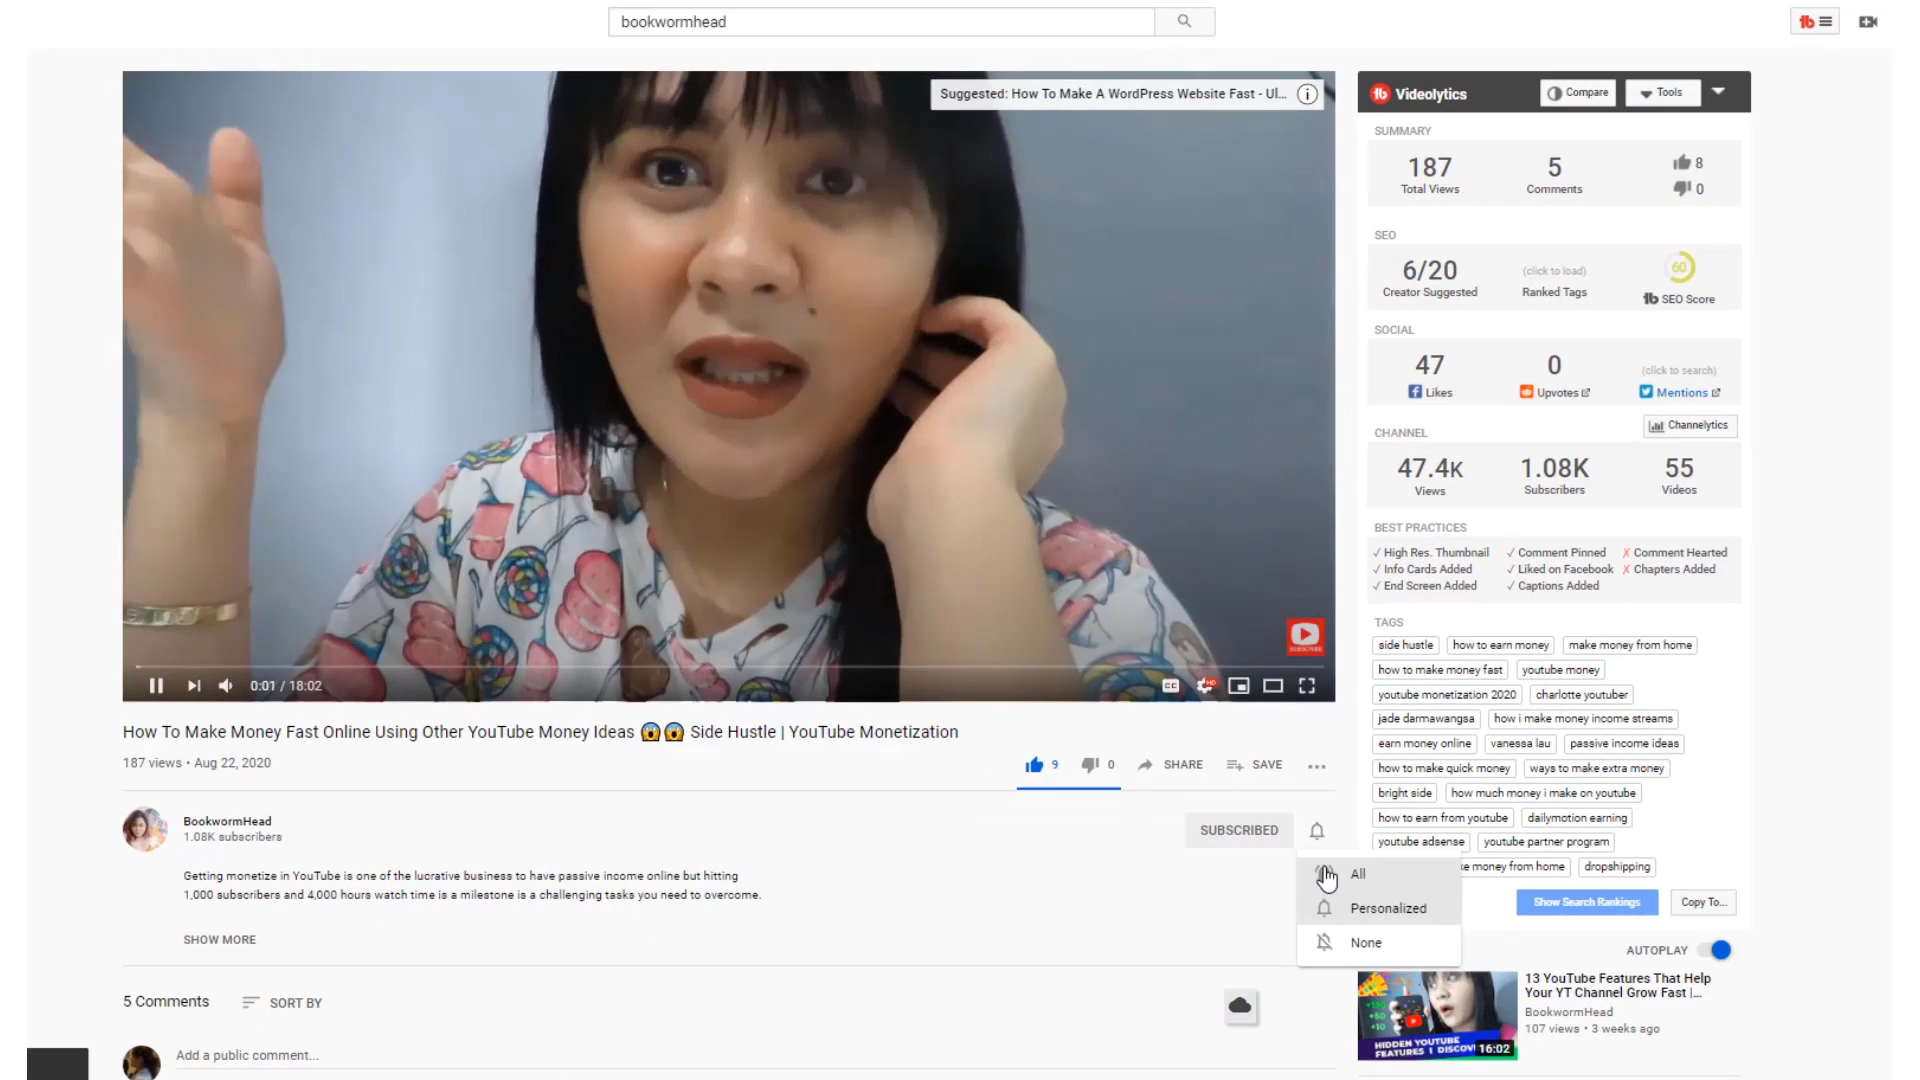 bookwormhead
Suggested: How To Make A WordPress Website Fast - Ul...
SUBSCRIBE
0:01 / 18:02
CC
HD
How To Make Money Fast Online Using Other YouTube Money Ideas 😱😱 Side Hustle | YouTube Monetization
187 views • Aug 22, 2020
9 0 SHARE SAVE
BookwormHead
1.08K subscribers
SUBSCRIBED
Getting monetize in YouTube is one of the lucrative business to have passive income online but hitting
1,000 subscribers and 4,000 hours watch time is a milestone is a challenging tasks you need to overcome.
SHOW MORE
All
Personalized
None
5 Comments SORT BY
Add a public comment...
Videolytics Compare Tools
SUMMARY
187 5 8
Total Views Comments 0
SEO
6/20 (click to load) 60
Creator Suggested Ranked Tags SEO Score
SOCIAL
47 0 (click to search)
Likes Upvotes Mentions
CHANNEL Channelytics
47.4K 1.08K 55
Views Subscribers Videos
BEST PRACTICES
✓ High Res. Thumbnail ✓ Comment Pinned ✗ Comment Hearted
✓ Info Cards Added ✓ Liked on Facebook ✗ Chapters Added
✓ End Screen Added ✓ Captions Added
TAGS
side hustle how to earn money make money from home
how to make money fast youtube money
youtube monetization 2020 charlotte youtuber
jade darmawangsa how i make money income streams
earn money online vanessa lau passive income ideas
how to make quick money ways to make extra money
bright side how much money i make on youtube
how to earn from youtube dailymotion earning
youtube adsense youtube partner program
money from home dropshipping
Show Search Rankings Copy To...
AUTOPLAY
HIDDEN YOUTUBE
FEATURES I DISCOV
16:02
+150
+50
+10
13 YouTube Features That Help
Your YT Channel Grow Fast |...
BookwormHead
107 views • 3 weeks ago